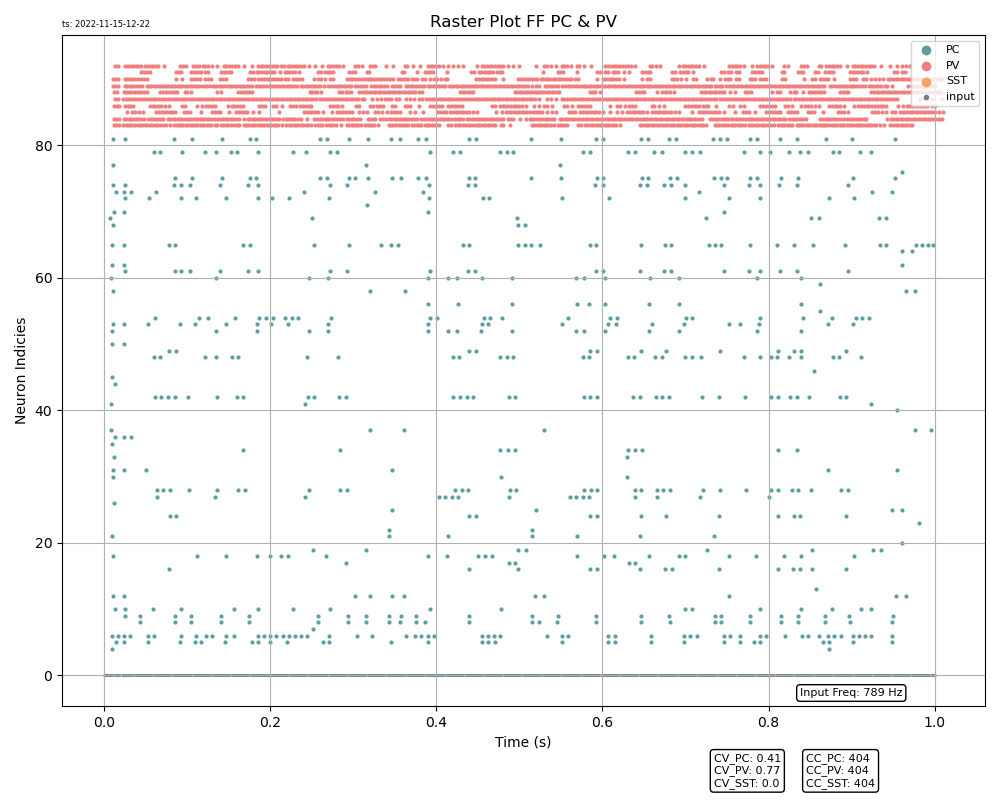 ts: 2022-11-15-12-22
Raster Plot FF PC & PV
PC
PV
SST
input
80
60
40
20
0
Neuron Indicies
0.0 0.2 0.4 0.6 0.8 1.0
Time (s)
Input Freq: 789 Hz
CV_PC: 0.41
CV_PV: 0.77
CV_SST: 0.0
CC_PC: 404
CC_PV: 404
CC_SST: 404